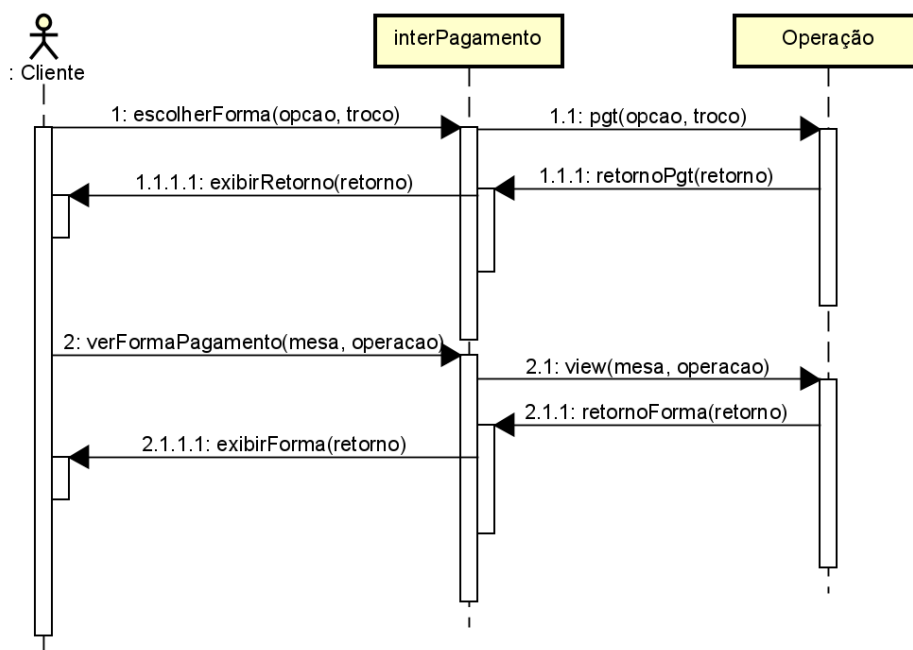 : Cliente
interPagamento
Operação
1: escolherForma(opcao, troco)
1.1: pgt(opcao, troco)
1.1.1.1: exibirRetorno(retorno)
1.1.1: retornoPgt(retorno)
2: verFormaPagamento(mesa, operacao)
2.1: view(mesa, operacao)
2.1.1: retornoForma(retorno)
2.1.1.1: exibirForma(retorno)